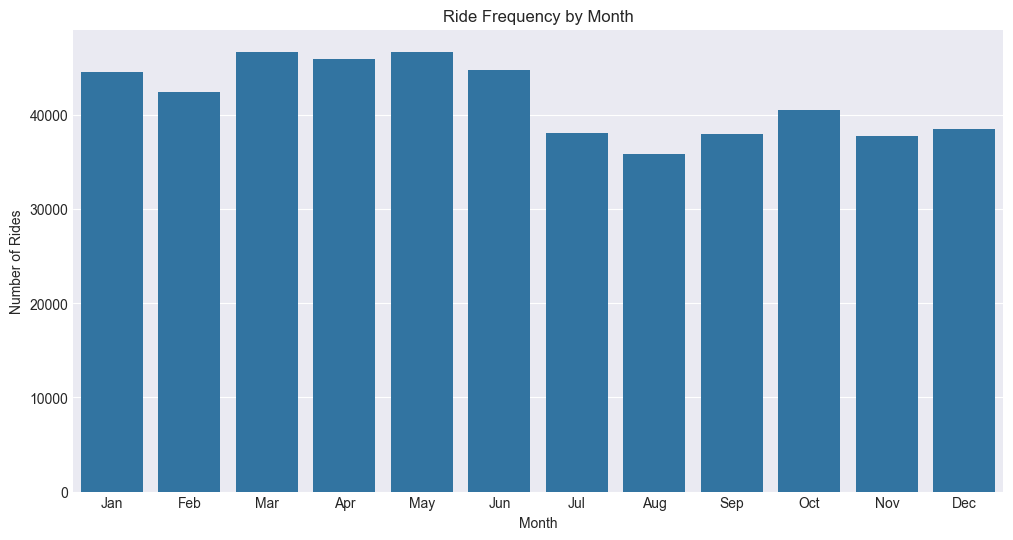 Ride Frequency by Month
Number of Rides
40000
30000
20000
10000
0
Jan Feb Mar Apr May Jun Jul Aug Sep Oct Nov Dec
Month